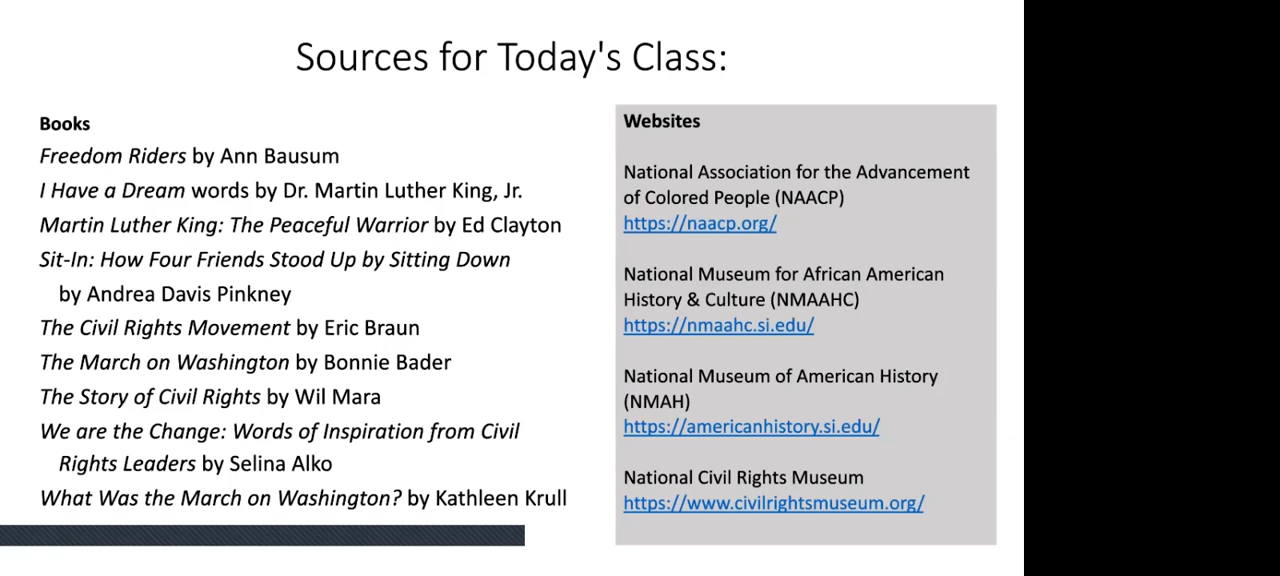 Sources for Today's Class:
Books
Freedom Riders by Ann Bausum
I Have a Dream words by Dr. Martin Luther King, Jr.
Martin Luther King: The Peaceful Warrior by Ed Clayton
Sit-In: How Four Friends Stood Up by Sitting Down
by Andrea Davis Pinkney
The Civil Rights Movement by Eric Braun
The March on Washington by Bonnie Bader
The Story of Civil Rights by Wil Mara
We are the Change: Words of Inspiration from Civil
Rights Leaders by Selina Alko
What Was the March on Washington? by Kathleen Krull
Websites
National Association for the Advancement
of Colored People (NAACP)
https://naacp.org/
National Museum for African American
History & Culture (NMAAHC)
https://nmaahc.si.edu/
National Museum of American History
(NMAH)
https://americanhistory.si.edu/
National Civil Rights Museum
https://www.civilrightsmuseum.org/